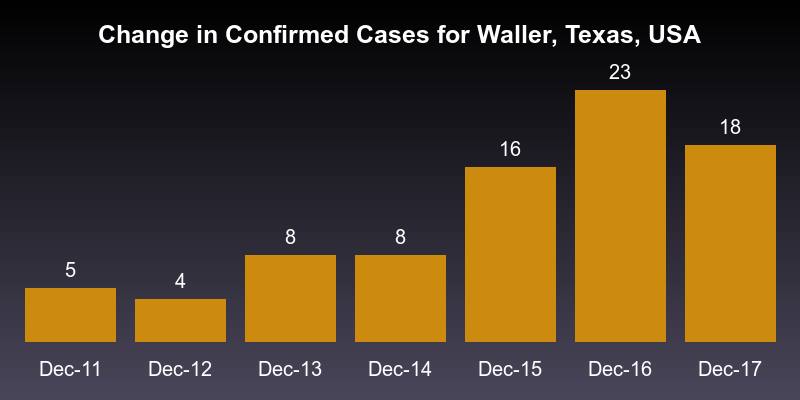 Change in Confirmed Cases for Waller, Texas, USA
5
4
8
8
16
23
18
Dec-11
Dec-12
Dec-13
Dec-14
Dec-15
Dec-16
Dec-17